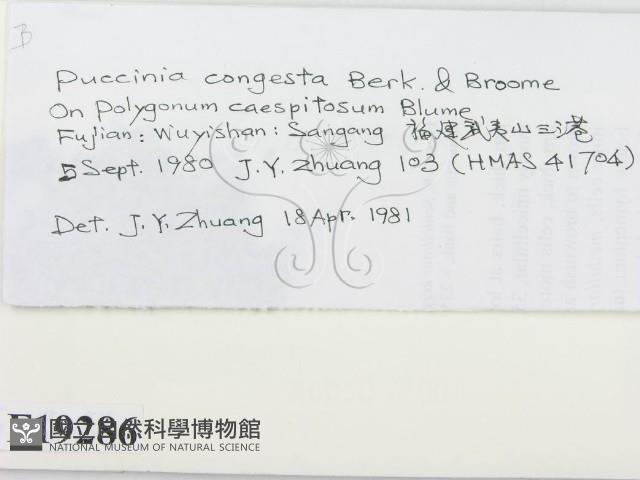 B
Puccinia congesta Berk. & Broome
On Polygonum caespitosum Blume
Fujian: Wuyishan: Sangang 福建武夷山三港
5 Sept. 1980 J.Y. Zhuang 103 (HMAS 41704)
Det. J.Y. Zhuang 18 Apr. 1981
F19286
國立自然科學博物館
NATIONAL MUSEUM OF NATURAL SCIENCE